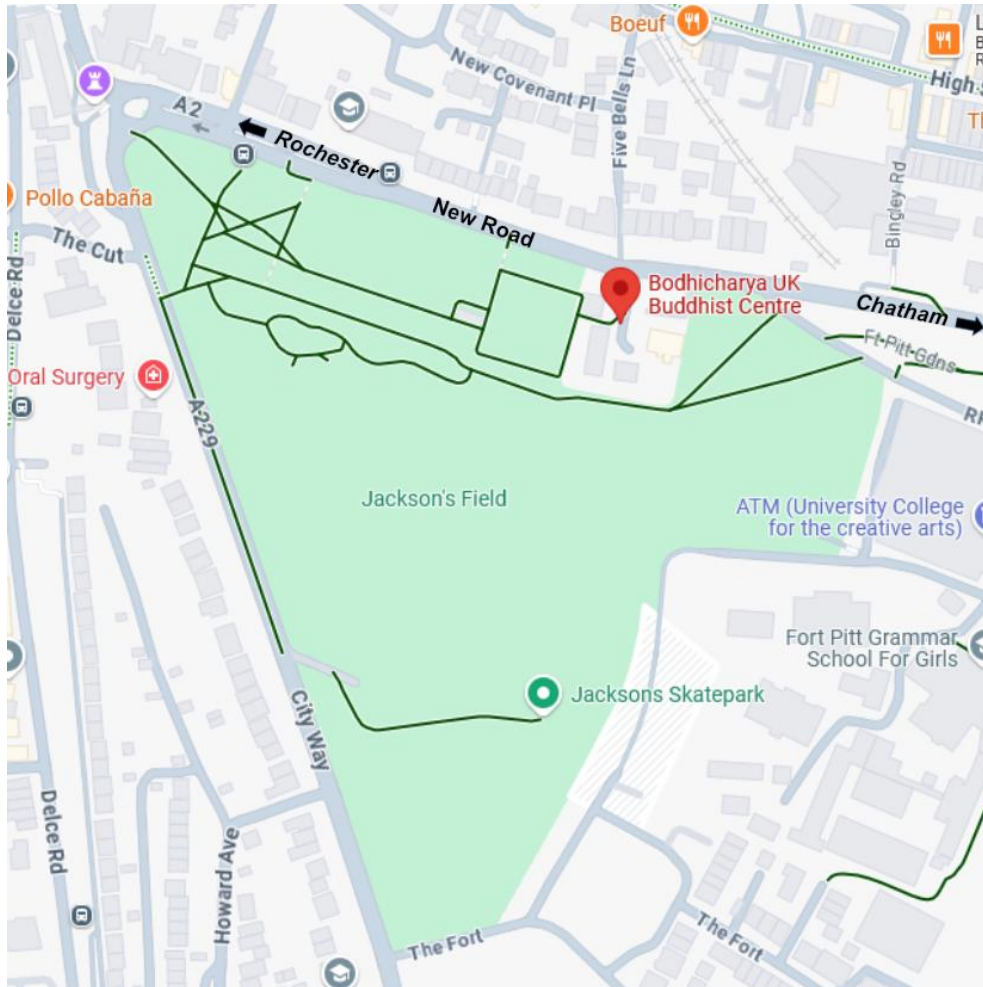 Boeuf
L
B
R
New Covenant Pl
Five Bells Ln
High S
A2
Rochester
Th
Pollo Cabaña
New Road
Bingley Rd
The Cut
Delce Rd
Bodhicharya UK
Buddhist Centre
Chatham
Ft Pitt Gdns
Oral Surgery
A229
Jackson's Field
ATM (University College
for the creative arts)
Fort Pitt Grammar
School For Girls
Jacksons Skatepark
City Way
Delce Rd
Howard Ave
The Fort
The Fort